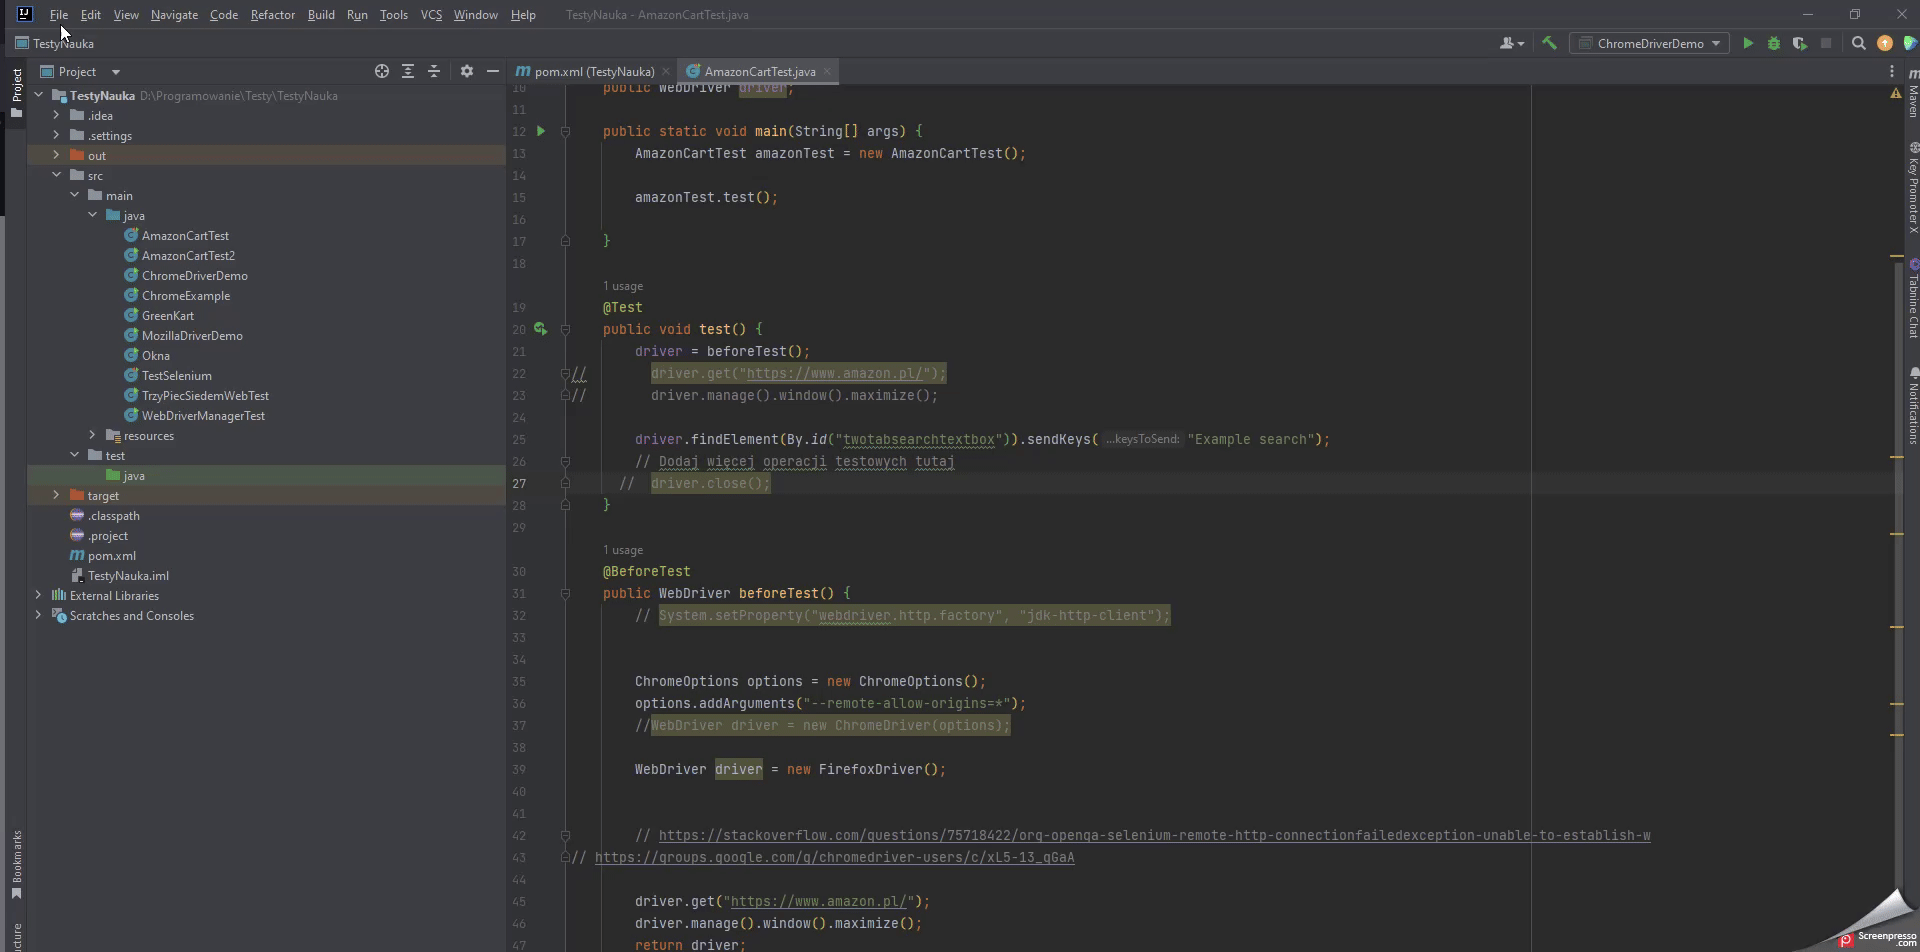 File Edit View Navigate Code Refactor Build Run Tools VCS Window Help TestyNauka - AmazonCartTest.java
TestyNauka
ChromeDriverDemo
Project
pom.xml (TestyNauka)
AmazonCartTest.java
Project
TestyNauka D:\Programowanie\Testy\TestyNauka
.idea
.settings
out
src
main
java
AmazonCartTest
AmazonCartTest2
ChromeDriverDemo
ChromeExample
GreenKart
MozillaDriverDemo
Okna
TestSelenium
TrzyPiecSiedemWebTest
WebDriverManagerTest
resources
test
java
target
.classpath
.project
pom.xml
TestyNauka.iml
External Libraries
Scratches and Consoles
Bookmarks
10 public WebDriver driver;
11
12 public static void main(String[] args) {
13 AmazonCartTest amazonTest = new AmazonCartTest();
14
15 amazonTest.test();
16
17 }
18
1 usage
19 @Test
20 public void test() {
21 driver = beforeTest();
22 // driver.get("https://www.amazon.pl/");
23 // driver.manage().window().maximize();
24
25 driver.findElement(By.id("twotabsearchtextbox")).sendKeys( ...keysToSend: "Example search");
26 // Dodaj więcej operacji testowych tutaj
27 // driver.close();
28 }
29
1 usage
30 @BeforeTest
31 public WebDriver beforeTest() {
32 // System.setProperty("webdriver.http.factory", "jdk-http-client");
33
34
35 ChromeOptions options = new ChromeOptions();
36 options.addArguments("--remote-allow-origins=*");
37 //WebDriver driver = new ChromeDriver(options);
38
39 WebDriver driver = new FirefoxDriver();
40
41
42 // https://stackoverflow.com/questions/75718422/org-openqa-selenium-remote-http-connectionfailedexception-unable-to-establish-w
43 // https://groups.google.com/g/chromedriver-users/c/xL5-13_qGaA
44
45 driver.get("https://www.amazon.pl/");
46 driver.manage().window().maximize();
47 return driver;
Maven
Key Promoter X
Tabnine Chat
Notifications
Screenpresso
.com